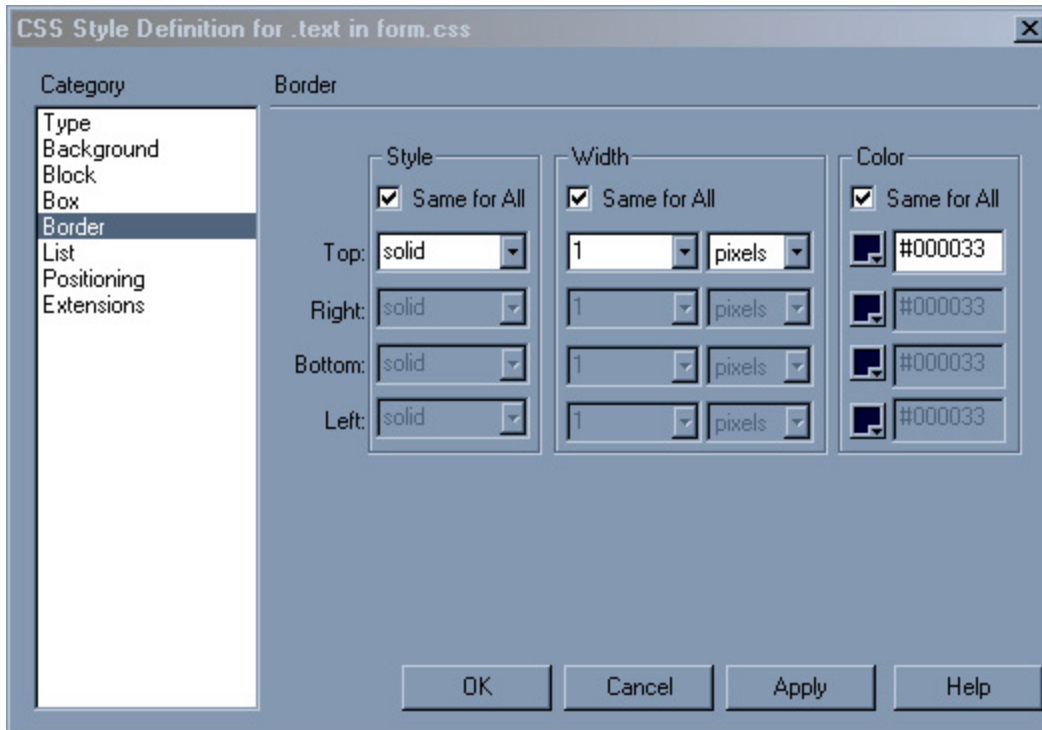 CSS Style Definition for .text in form.css
Category
Border
Type
Background
Block
Box
Border
List
Positioning
Extensions
Style
Width
Color
Same for All
Same for All
Same for All
Top: solid 1 pixels #000033
Right: solid 1 pixels #000033
Bottom: solid 1 pixels #000033
Left: solid 1 pixels #000033
OK
Cancel
Apply
Help